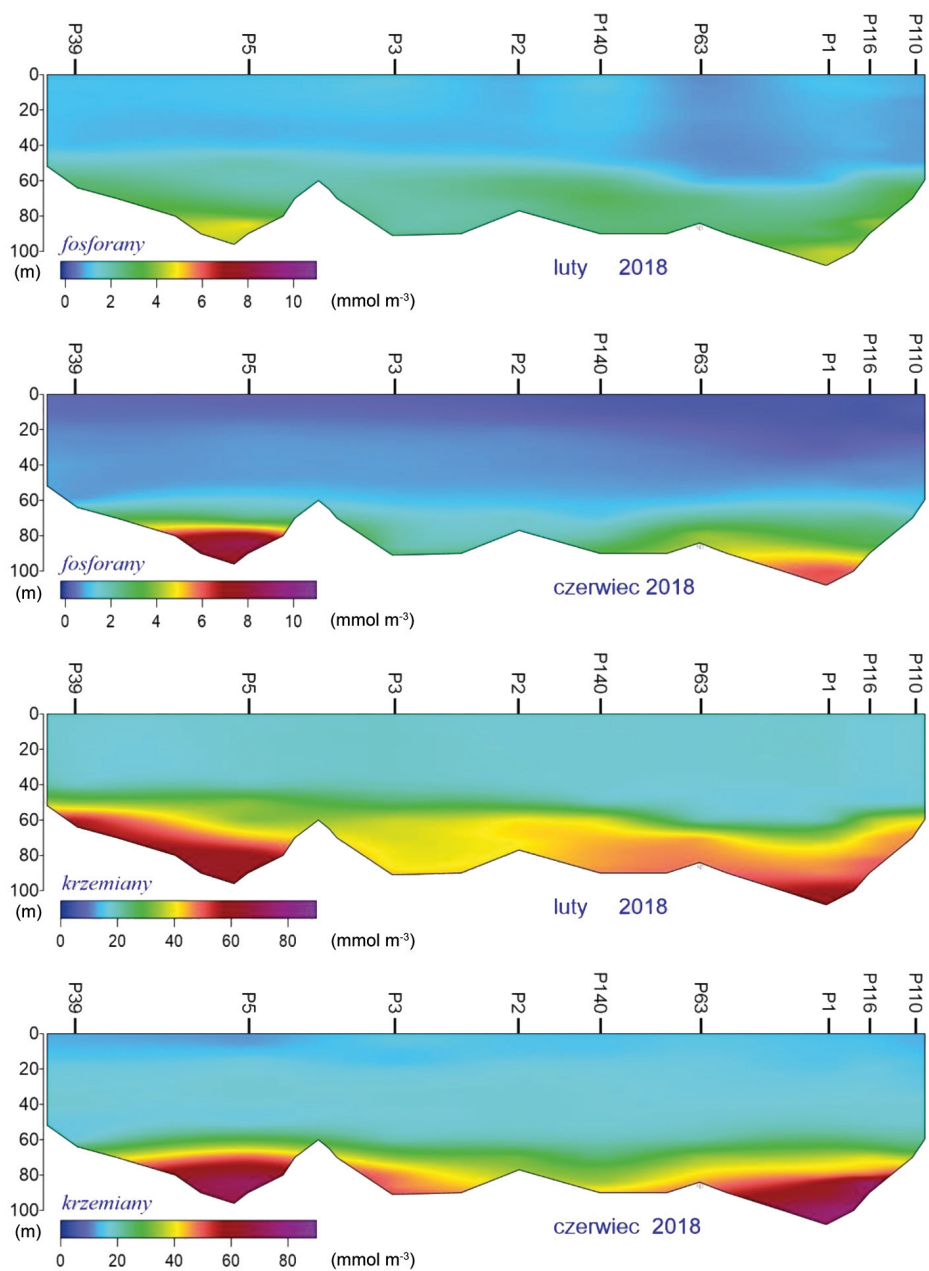 P39 P5 P3 P2 P140 P63 P1 P116 P110
0
20
40
60
80
100
(m)
fosforany
0 2 4 6 8 10 (mmol m-3)
luty 2018
P39 P5 P3 P2 P140 P63 P1 P116 P110
0
20
40
60
80
100
(m)
fosforany
0 2 4 6 8 10 (mmol m-3)
czerwiec 2018
P39 P5 P3 P2 P140 P63 P1 P116 P110
0
20
40
60
80
100
(m)
krzemiany
0 20 40 60 80 (mmol m-3)
luty 2018
P39 P5 P3 P2 P140 P63 P1 P116 P110
0
20
40
60
80
100
(m)
krzemiany
0 20 40 60 80 (mmol m-3)
czerwiec 2018